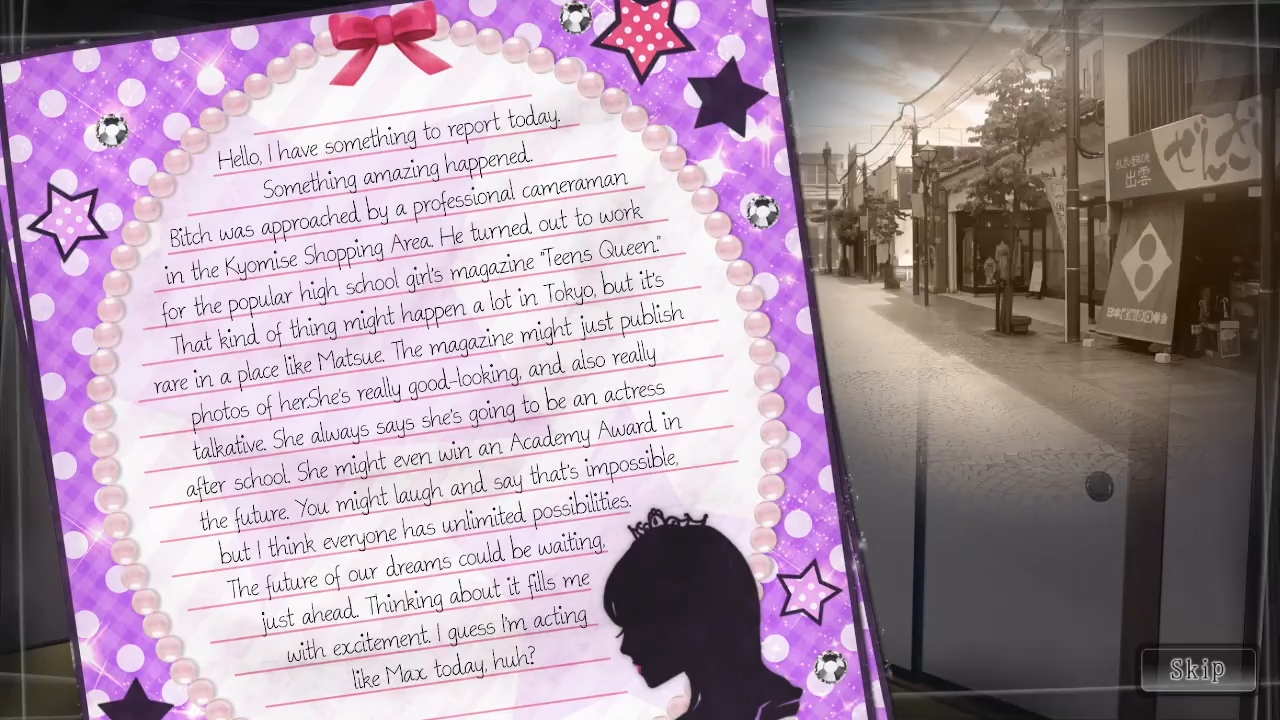 Hello, I have something to report today.
Something amazing happened.
Bitch was approached by a professional cameraman
in the Kyomise Shopping Area. He turned out to work
for the popular high school girl's magazine "Teens Queen."
That kind of thing might happen a lot in Tokyo, but it's
rare in a place like Matsue. The magazine might just publish
photos of her.She's really good-looking, and also really
talkative. She always says she's going to be an actress
after school. She might even win an Academy Award in
the future. You might laugh and say that's impossible,
but I think everyone has unlimited possibilities.
The future of our dreams could be waiting,
just ahead. Thinking about it fills me
with excitement. I guess I'm acting
like Max today, huh?
ぜんざ
出雲
Skip